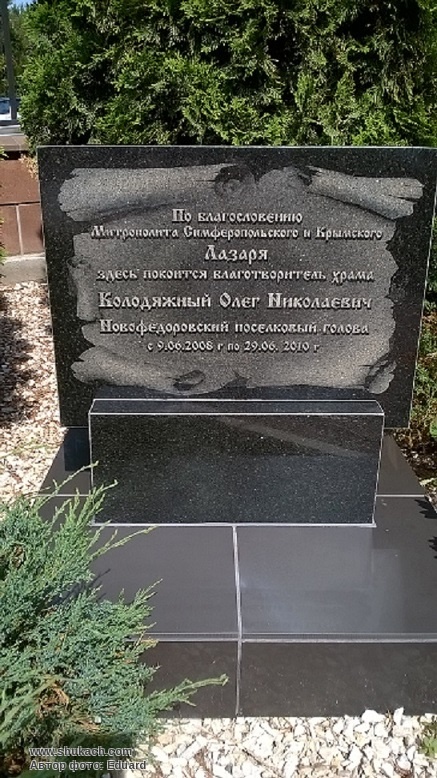 По благословению
Митрополита Симферопольского и Крымского
Лазаря
здесь покоится благотворитель храма
Колодяжный Олег Николаевич
Новофедоровский поселковый голова
с 9.06.2008 г по 29.06. 2010 г
www.shukach.com
Автор фото: Eduard